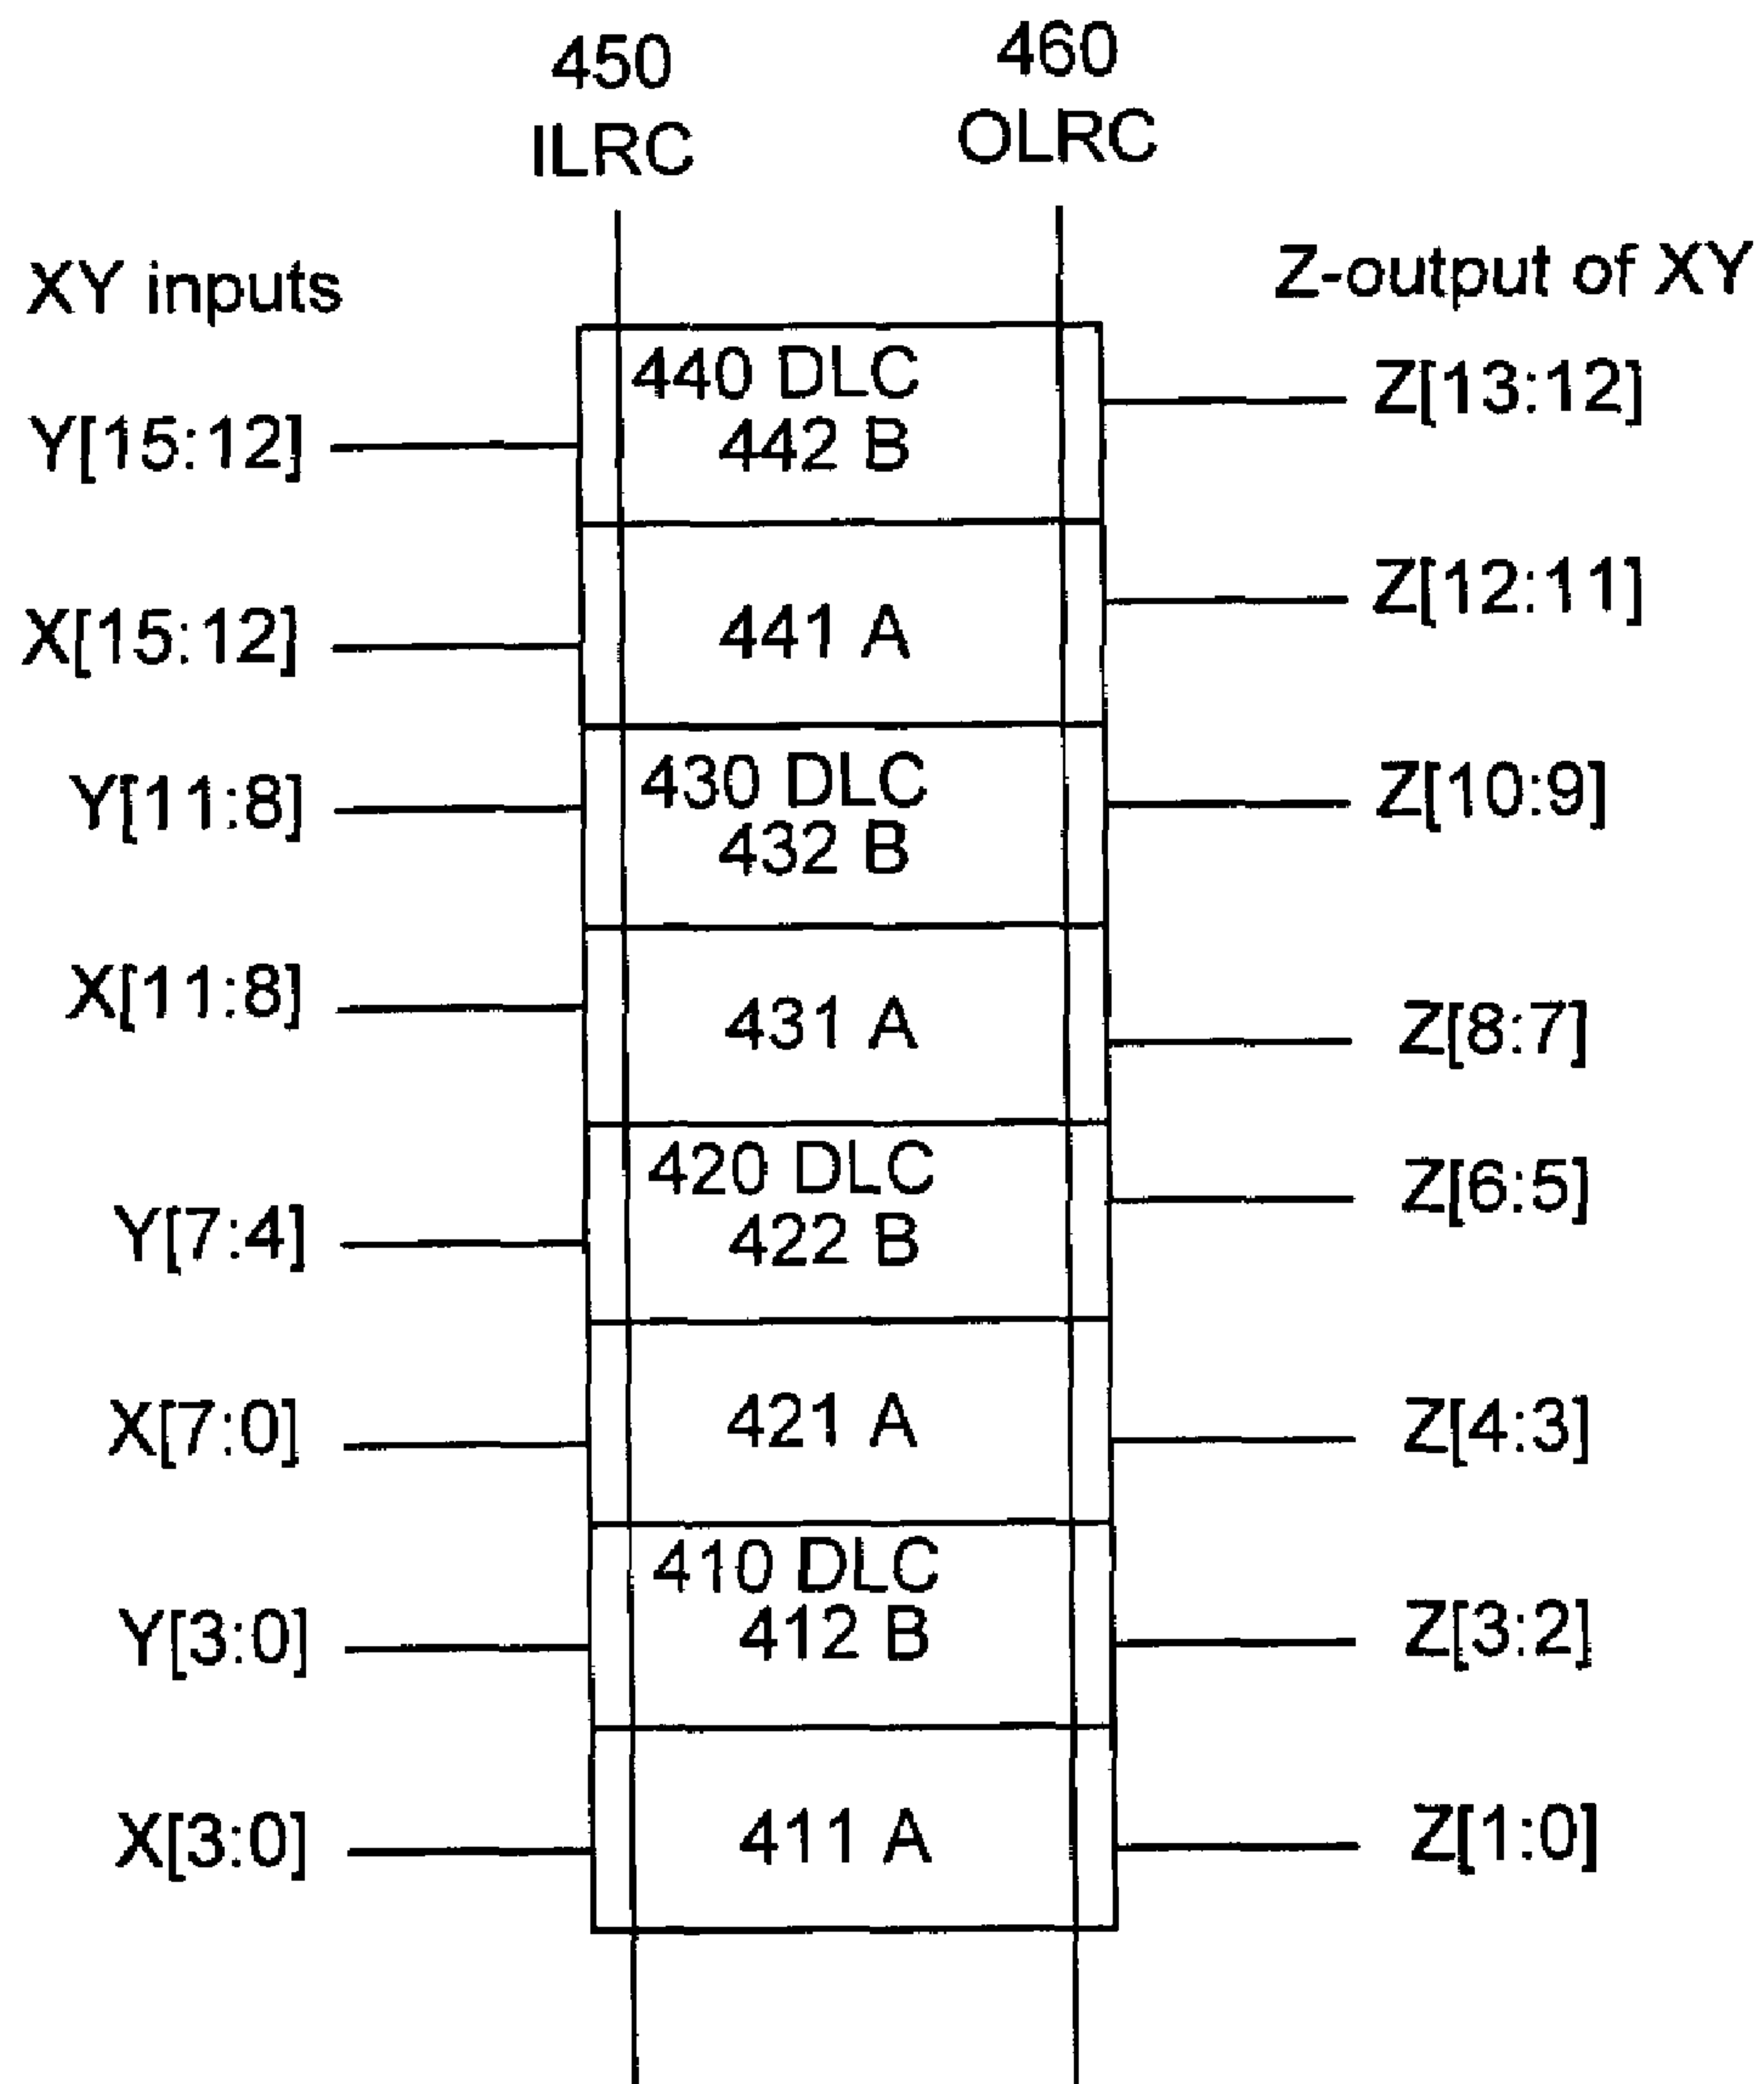 450
ILRC
460
OLRC
XY inputs
Z-output of XY
440 DLC
442 B
Y[15:12]
Z[13:12]
441 A
X[15:12]
Z[12:11]
430 DLC
432 B
Y[11:8]
Z[10:9]
431 A
X[11:8]
Z[8:7]
420 DLC
422 B
Y[7:4]
Z[6:5]
421 A
X[7:0]
Z[4:3]
410 DLC
412 B
Y[3:0]
Z[3:2]
411 A
X[3:0]
Z[1:0]